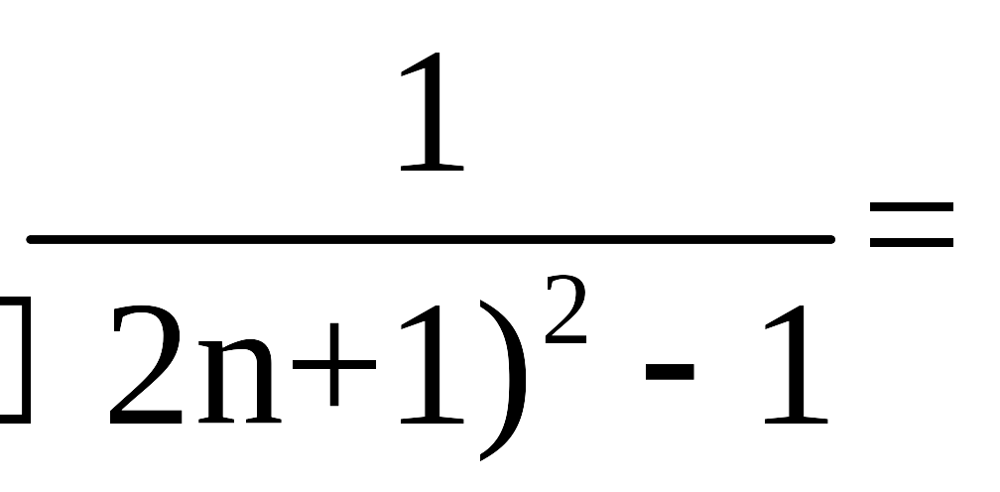 1
=
2n+1)² - 1